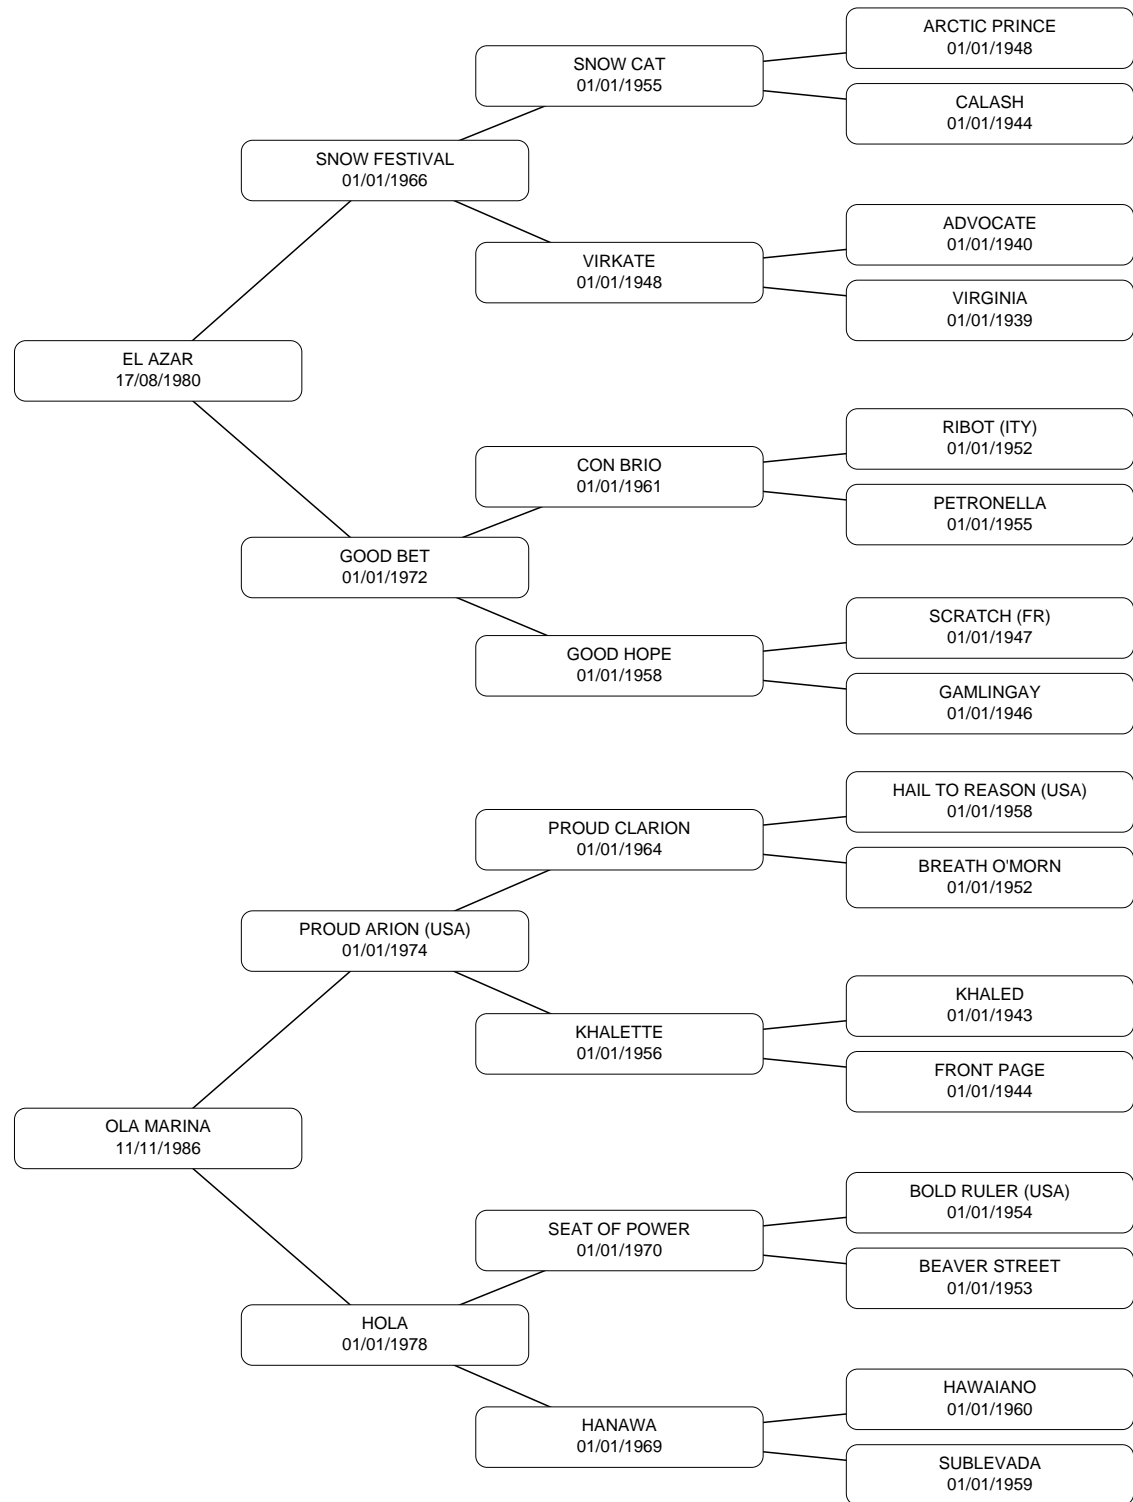 ARCTIC PRINCE
01/01/1948
SNOW CAT
01/01/1955
CALASH
01/01/1944
SNOW FESTIVAL
01/01/1966
ADVOCATE
01/01/1940
VIRKATE
01/01/1948
VIRGINIA
01/01/1939
EL AZAR
17/08/1980
RIBOT (ITY)
01/01/1952
CON BRIO
01/01/1961
PETRONELLA
01/01/1955
GOOD BET
01/01/1972
SCRATCH (FR)
01/01/1947
GOOD HOPE
01/01/1958
GAMLINGAY
01/01/1946
HAIL TO REASON (USA)
01/01/1958
PROUD CLARION
01/01/1964
BREATH O'MORN
01/01/1952
PROUD ARION (USA)
01/01/1974
KHALED
01/01/1943
KHALETTE
01/01/1956
FRONT PAGE
01/01/1944
OLA MARINA
11/11/1986
BOLD RULER (USA)
01/01/1954
SEAT OF POWER
01/01/1970
BEAVER STREET
01/01/1953
HOLA
01/01/1978
HAWAIANO
01/01/1960
HANAWA
01/01/1969
SUBLEVADA
01/01/1959